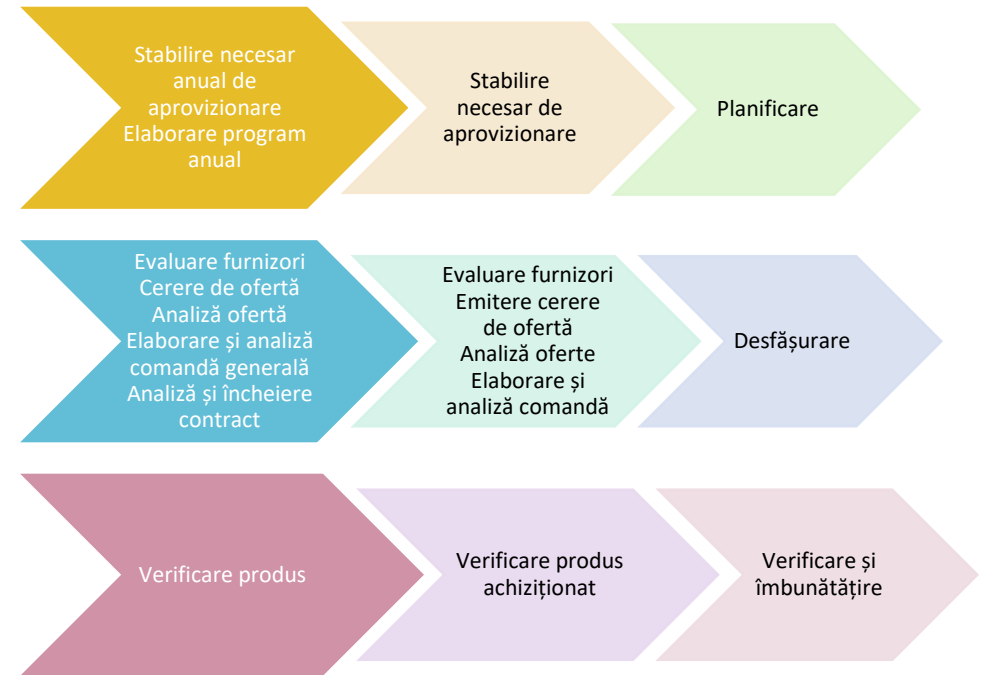 Stabilire necesar
anual de
aprovizionare
Elaborare program
anual
Stabilire
necesar de
aprovizionare
Planificare
Evaluare furnizori
Cerere de ofertă
Analiză ofertă
Elaborare și analiză
comandă generală
Analiză și încheiere
contract
Evaluare furnizori
Emitere cerere
de ofertă
Analiză oferte
Elaborare și
analiză comandă
Desfășurare
Verificare produs
Verificare produs
achiziționat
Verificare și
îmbunătățire